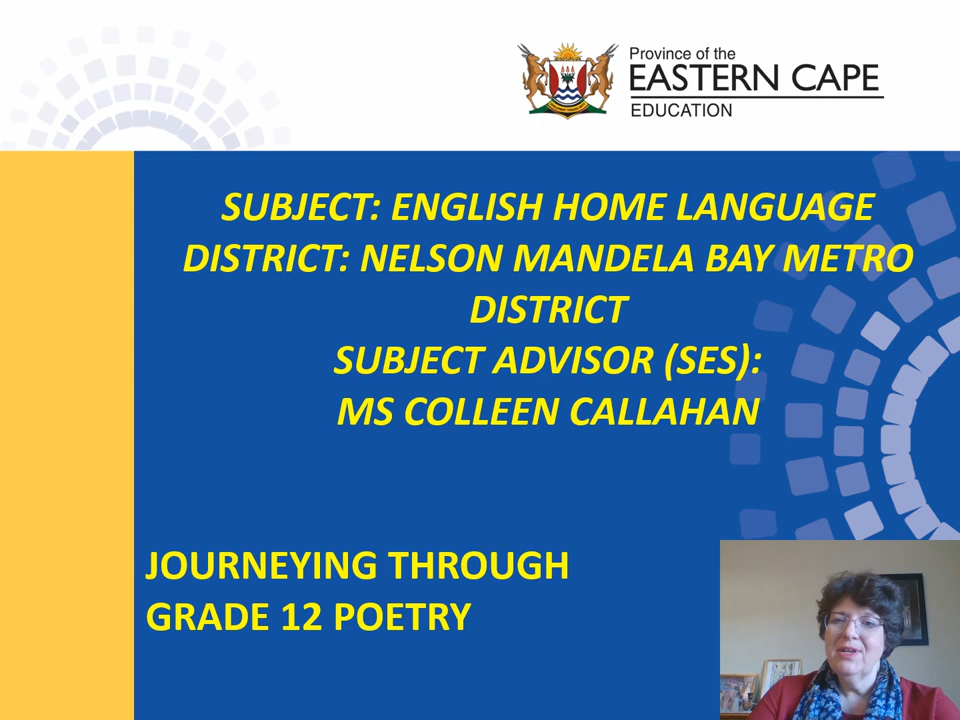 Province of the
EASTERN CAPE
EDUCATION
SUBJECT: ENGLISH HOME LANGUAGE
DISTRICT: NELSON MANDELA BAY METRO
DISTRICT
SUBJECT ADVISOR (SES):
MS COLLEEN CALLAHAN
JOURNEYING THROUGH
GRADE 12 POETRY